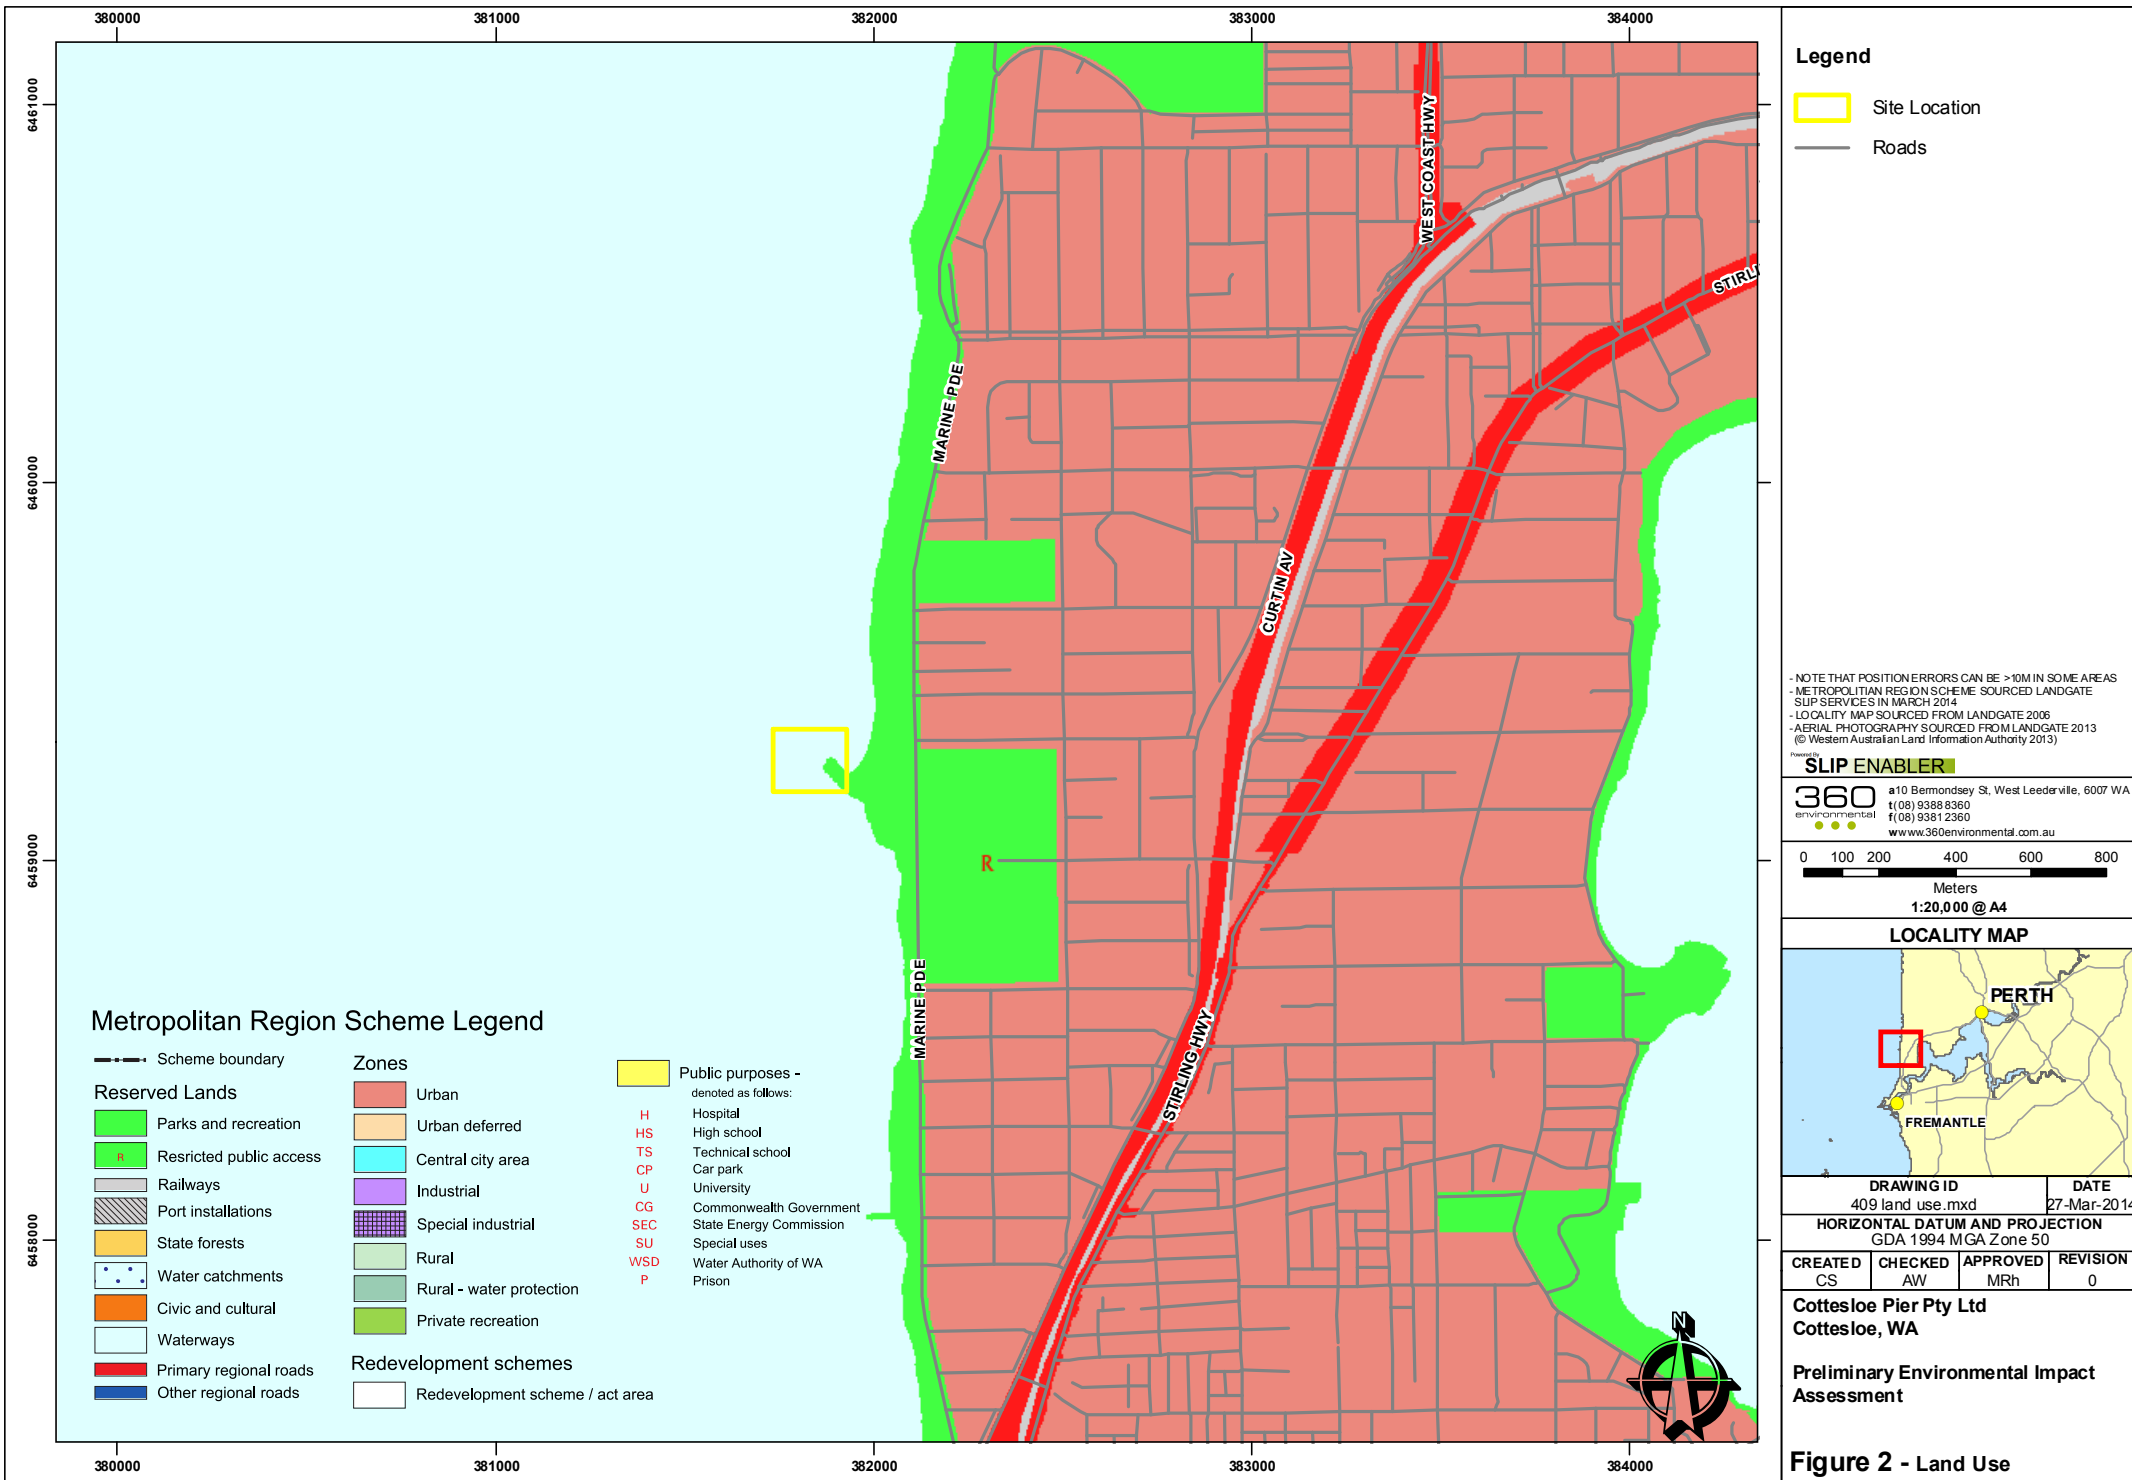 380000
381000
382000
383000
384000
6461000
6460000
6459000
6458000
WEST COAST HWY
STIRLI
MARINE PDE
CURTIN AV
R
MARINE PDE
STIRLING HWY
Metropolitan Region Scheme Legend
Scheme boundary
Reserved Lands
Parks and recreation
R
Resricted public access
Railways
Port installations
State forests
Water catchments
Civic and cultural
Waterways
Primary regional roads
Other regional roads
Zones
Urban
Urban deferred
Central city area
Industrial
Special industrial
Rural
Rural - water protection
Private recreation
Redevelopment schemes
Redevelopment scheme / act area
Public purposes -
denoted as follows:
H Hospital
HS High school
TS Technical school
CP Car park
U University
CG Commonwealth Government
SEC State Energy Commission
SU Special uses
WSD Water Authority of WA
P Prison
N
380000
381000
382000
383000
384000
Legend
Site Location
Roads
- NOTE THAT POSITION ERRORS CAN BE >10M IN SOME AREAS
- METROPOLITAN REGION SCHEME SOURCED LANDGATE
SLIP SERVICES IN MARCH 2014
- LOCALITY MAP SOURCED FROM LANDGATE 2006
- AERIAL PHOTOGRAPHY SOURCED FROM LANDGATE 2013
(© Western Australian Land Information Authority 2013)
Powered By
SLIP ENABLER
360
environmental
a 10 Bermondsey St, West Leederville, 6007 WA
t (08) 9388 8360
f (08) 9381 2360
w www.360environmental.com.au
0 100 200 400 600 800
Meters
1:20,000 @ A4
LOCALITY MAP
PERTH
FREMANTLE
DRAWING ID
409 land use.mxd
DATE
27-Mar-2014
HORIZONTAL DATUM AND PROJECTION
GDA 1994 MGA Zone 50
CREATED CHECKED APPROVED REVISION
CS AW MRh 0
Cottesloe Pier Pty Ltd
Cottesloe, WA
Preliminary Environmental Impact
Assessment
Figure 2 - Land Use